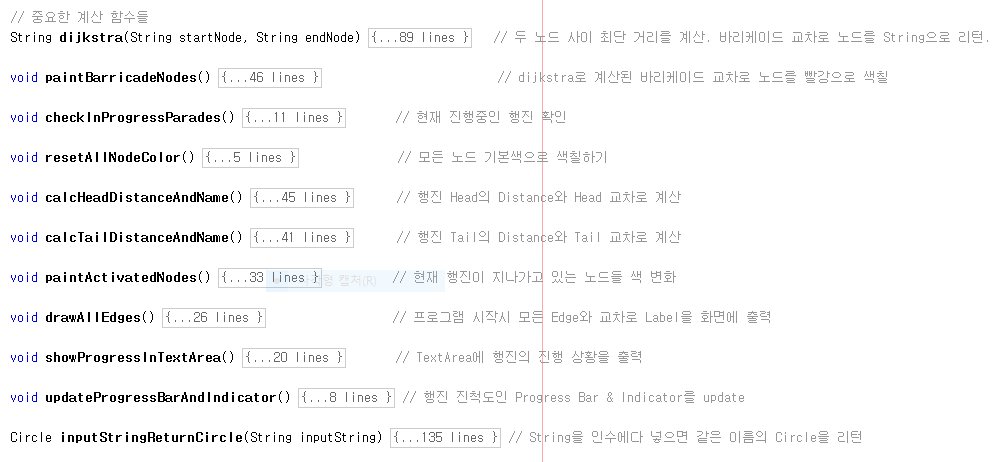 // 중요한 계산 함수들
String dijkstra(String startNode, String endNode) {...89 lines } // 두 노드 사이 최단 거리를 계산. 바리케이드 교차로 노드를 String으로 리턴.
void paintBarricadeNodes() {...46 lines } // dijkstra로 계산된 바리케이드 교차로 노드를 빨강으로 색칠
void checkInProgressParades() {...11 lines } // 현재 진행중인 행진 확인
void resetAllNodeColor() {...5 lines } // 모든 노드 기본색으로 색칠하기
void calcHeadDistanceAndName() {...45 lines } // 행진 Head의 Distance와 Head 교차로 계산
void calcTailDistanceAndName() {...41 lines } // 행진 Tail의 Distance와 Tail 교차로 계산
void paintActivatedNodes() {...33 lines } // 현재 행진이 지나가고 있는 노드들 색 변화
캡처(R)
void drawAllEdges() {...26 lines } // 프로그램 시작시 모든 Edge와 교차로 Label을 화면에 출력
void showProgressInTextArea() {...20 lines } // TextArea에 행진의 진행 상황을 출력
void updateProgressBarAndIndicator() {...8 lines } // 행진 진척도인 Progress Bar & Indicator를 update
Circle inputStringReturnCircle(String inputString) {...135 lines } // String을 인수에다 넣으면 같은 이름의 Circle을 리턴